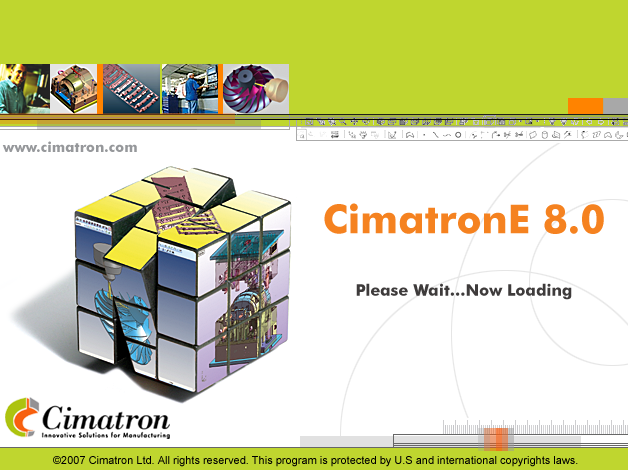 www.cimatron.com
CimatronE 8.0
Please Wait...Now Loading
Cimatron
Innovative Solutions for Manufacturing
©2007 Cimatron Ltd. All rights reserved. This program is protected by U.S and international copyrights laws.